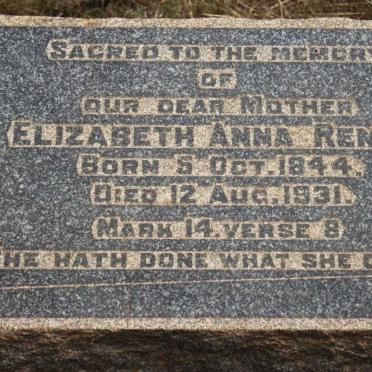 SACRED TO THE MEMORY
OF
OUR DEAR MOTHER
ELIZABETH ANNA
BORN 5 OCT. 1844.
DIED 12 AUG. 1931.
MARK 14. VERSE 8
HE HATH DONE WHAT SHE